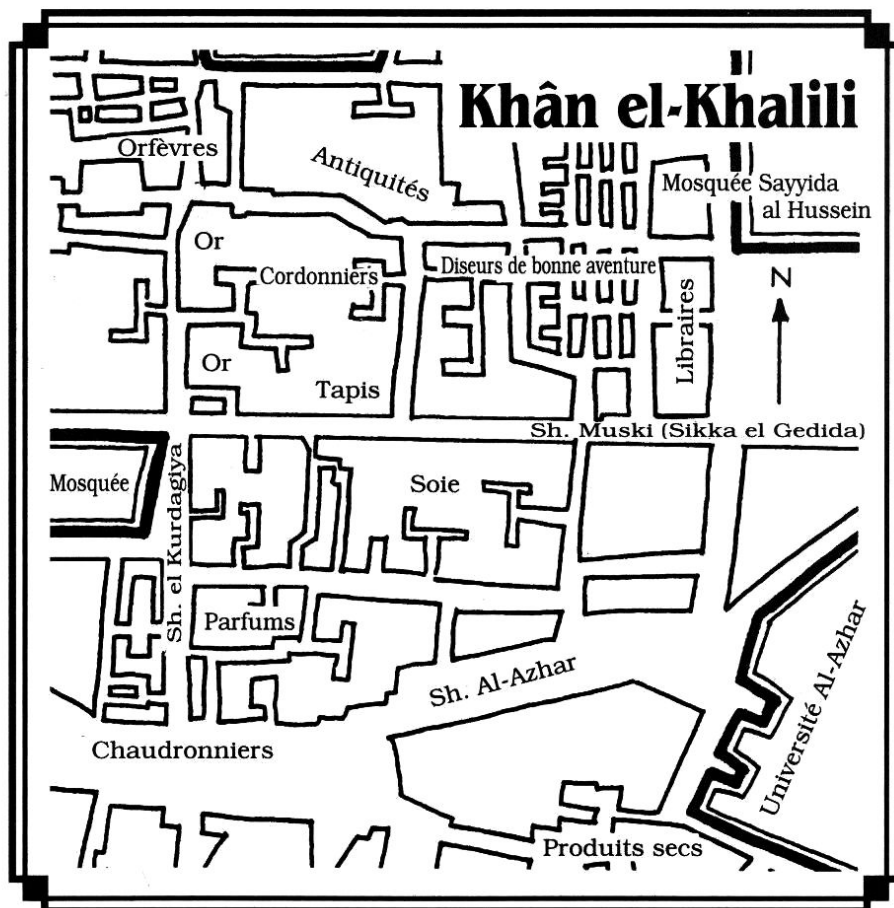 Khân el-Khalili
Orfèvres
Antiquités
Mosquée Sayyida
al Hussein
Or
Cordonniers
Diseurs de bonne aventure
N
Libraires
Or
Tapis
Sh. Muski (Sikka el Gedida)
Mosquée
Sh. el Kurdagiya
Soie
Parfums
Sh. Al-Azhar
Université Al-Azhar
Chaudronniers
Produits secs